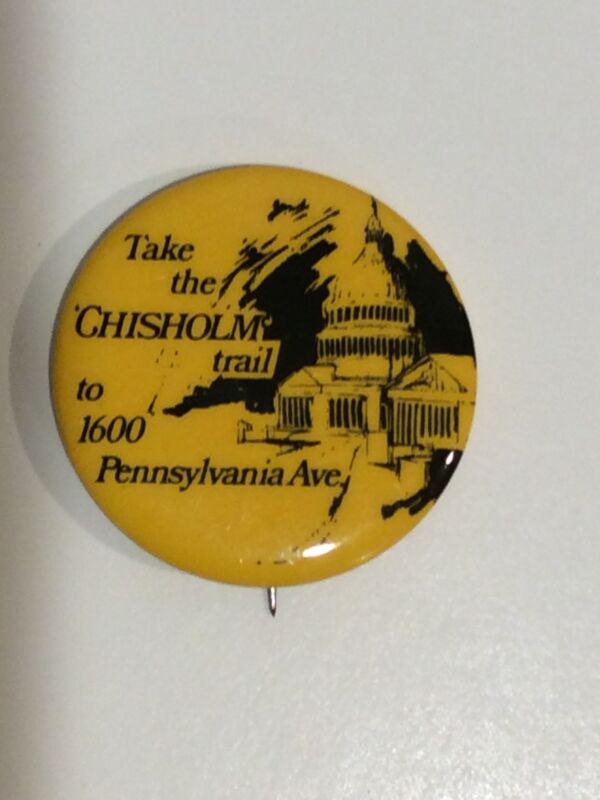 Take
the
'CHISHOLM'
trail
to
1600
Pennsylvania Ave.